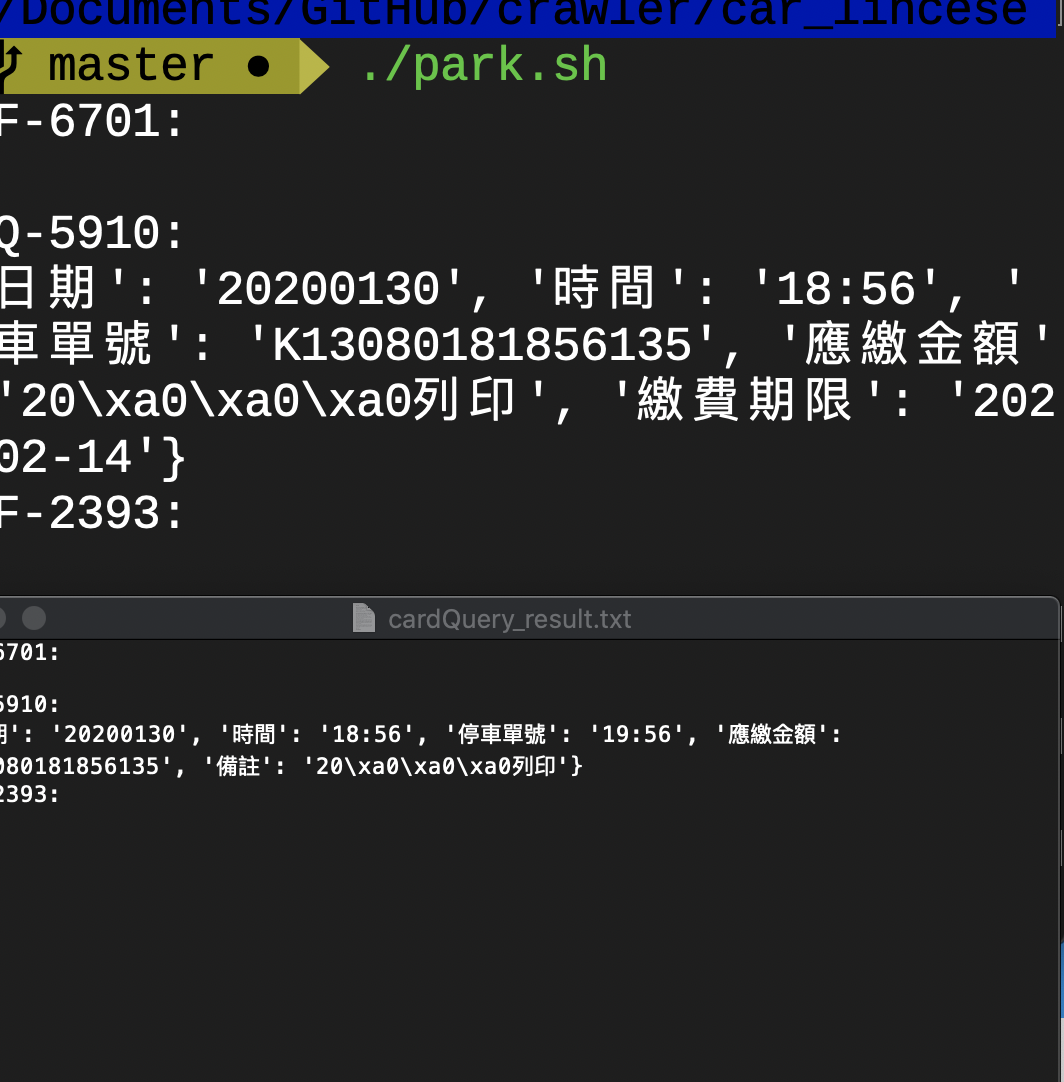 /Documents/GitHub/crawler/car_lincese
master ● ./park.sh
F-6701:
Q-5910:
日期': '20200130', '時間': '18:56', '
車單號': 'K13080181856135', '應繳金額'
'20\xa0\xa0\xa0列印', '繳費期限': '202
02-14'}
F-2393:
cardQuery_result.txt
6701:
5910:
期': '20200130', '時間': '18:56', '停車單號': '19:56', '應繳金額':
080181856135', '備註': '20\xa0\xa0\xa0列印'}
2393: